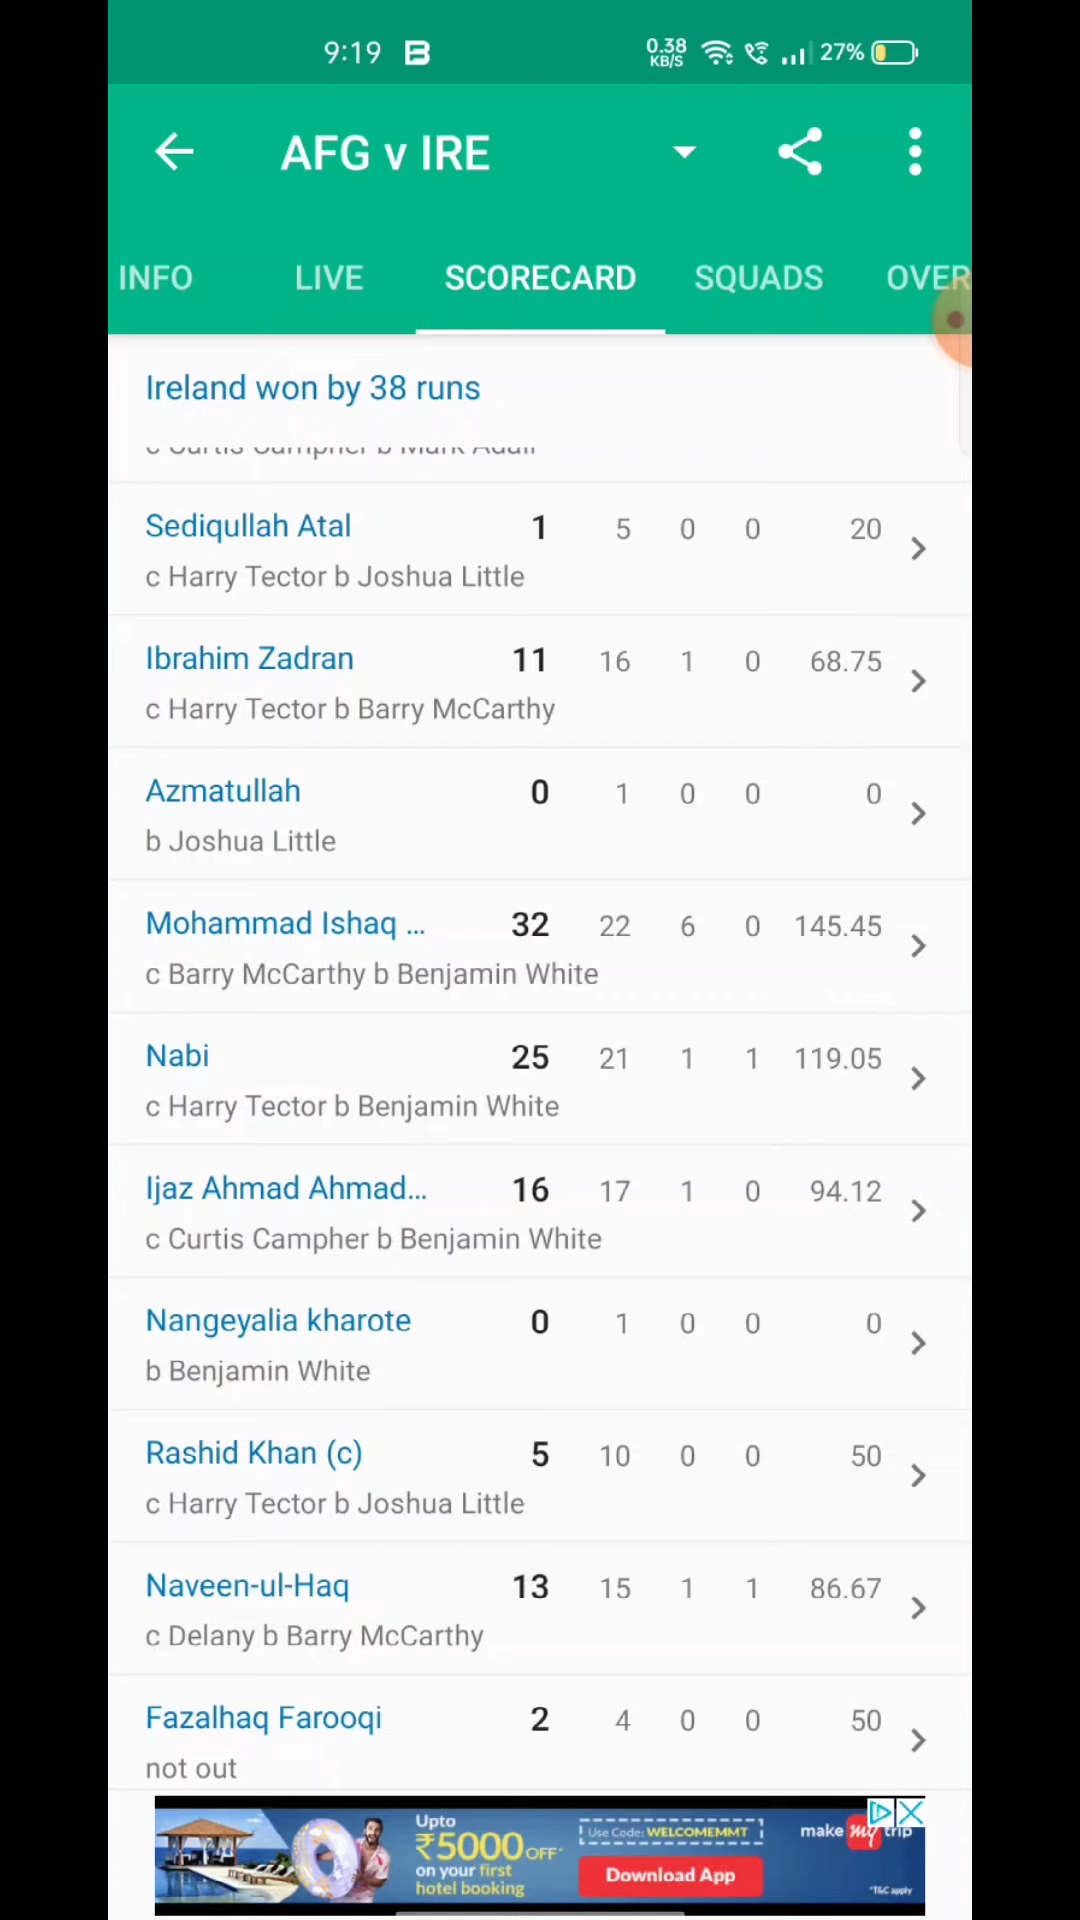 9:19 B 0.38 KB/S 27%
AFG v IRE
INFO LIVE SCORECARD SQUADS OVER
Ireland won by 38 runs
c Curtis Campher b Mark Adair
Sediqullah Atal 1 5 0 0 20
c Harry Tector b Joshua Little
Ibrahim Zadran 11 16 1 0 68.75
c Harry Tector b Barry McCarthy
Azmatullah 0 1 0 0 0
b Joshua Little
Mohammad Ishaq ... 32 22 6 0 145.45
c Barry McCarthy b Benjamin White
Nabi 25 21 1 1 119.05
c Harry Tector b Benjamin White
Ijaz Ahmad Ahmad... 16 17 1 0 94.12
c Curtis Campher b Benjamin White
Nangeyalia kharote 0 1 0 0 0
b Benjamin White
Rashid Khan (c) 5 10 0 0 50
c Harry Tector b Joshua Little
Naveen-ul-Haq 13 15 1 1 86.67
c Delany b Barry McCarthy
Fazalhaq Farooqi 2 4 0 0 50
not out
Upto
₹5000 OFF*
on your first
hotel booking
Use Code: WELCOMEMMT
Download App
make my trip
*T&C apply